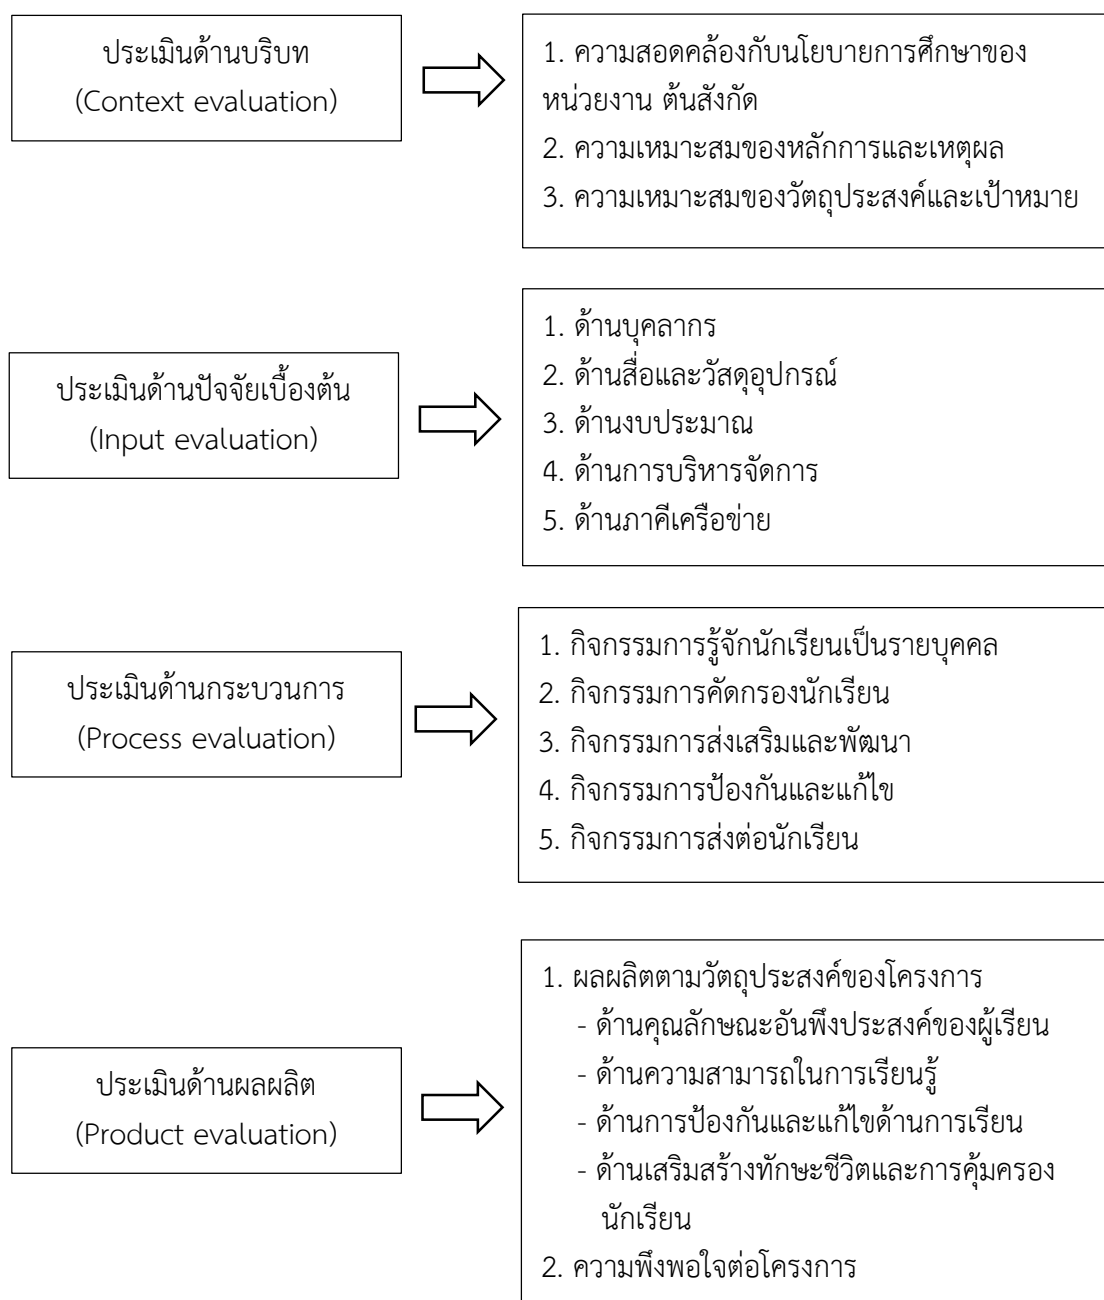 ประเมินด้านบริบท
(Context evaluation)
1. ความสอดคล้องกับนโยบายการศึกษาของ
หน่วยงาน ต้นสังกัด
2. ความเหมาะสมของหลักการและเหตุผล
3. ความเหมาะสมของวัตถุประสงค์และเป้าหมาย
ประเมินด้านปัจจัยเบื้องต้น
(Input evaluation)
1. ด้านบุคลากร
2. ด้านสื่อและวัสดุอุปกรณ์
3. ด้านงบประมาณ
4. ด้านการบริหารจัดการ
5. ด้านภาคีเครือข่าย
ประเมินด้านกระบวนการ
(Process evaluation)
1. กิจกรรมการรู้จักนักเรียนเป็นรายบุคคล
2. กิจกรรมการคัดกรองนักเรียน
3. กิจกรรมการส่งเสริมและพัฒนา
4. กิจกรรมการป้องกันและแก้ไข
5. กิจกรรมการส่งต่อนักเรียน
ประเมินด้านผลผลิต
(Product evaluation)
1. ผลผลิตตามวัตถุประสงค์ของโครงการ
- ด้านคุณลักษณะอันพึงประสงค์ของผู้เรียน
- ด้านความสามารถในการเรียนรู้
- ด้านการป้องกันและแก้ไขด้านการเรียน
- ด้านเสริมสร้างทักษะชีวิตและการคุ้มครอง
นักเรียน
2. ความพึงพอใจต่อโครงการ